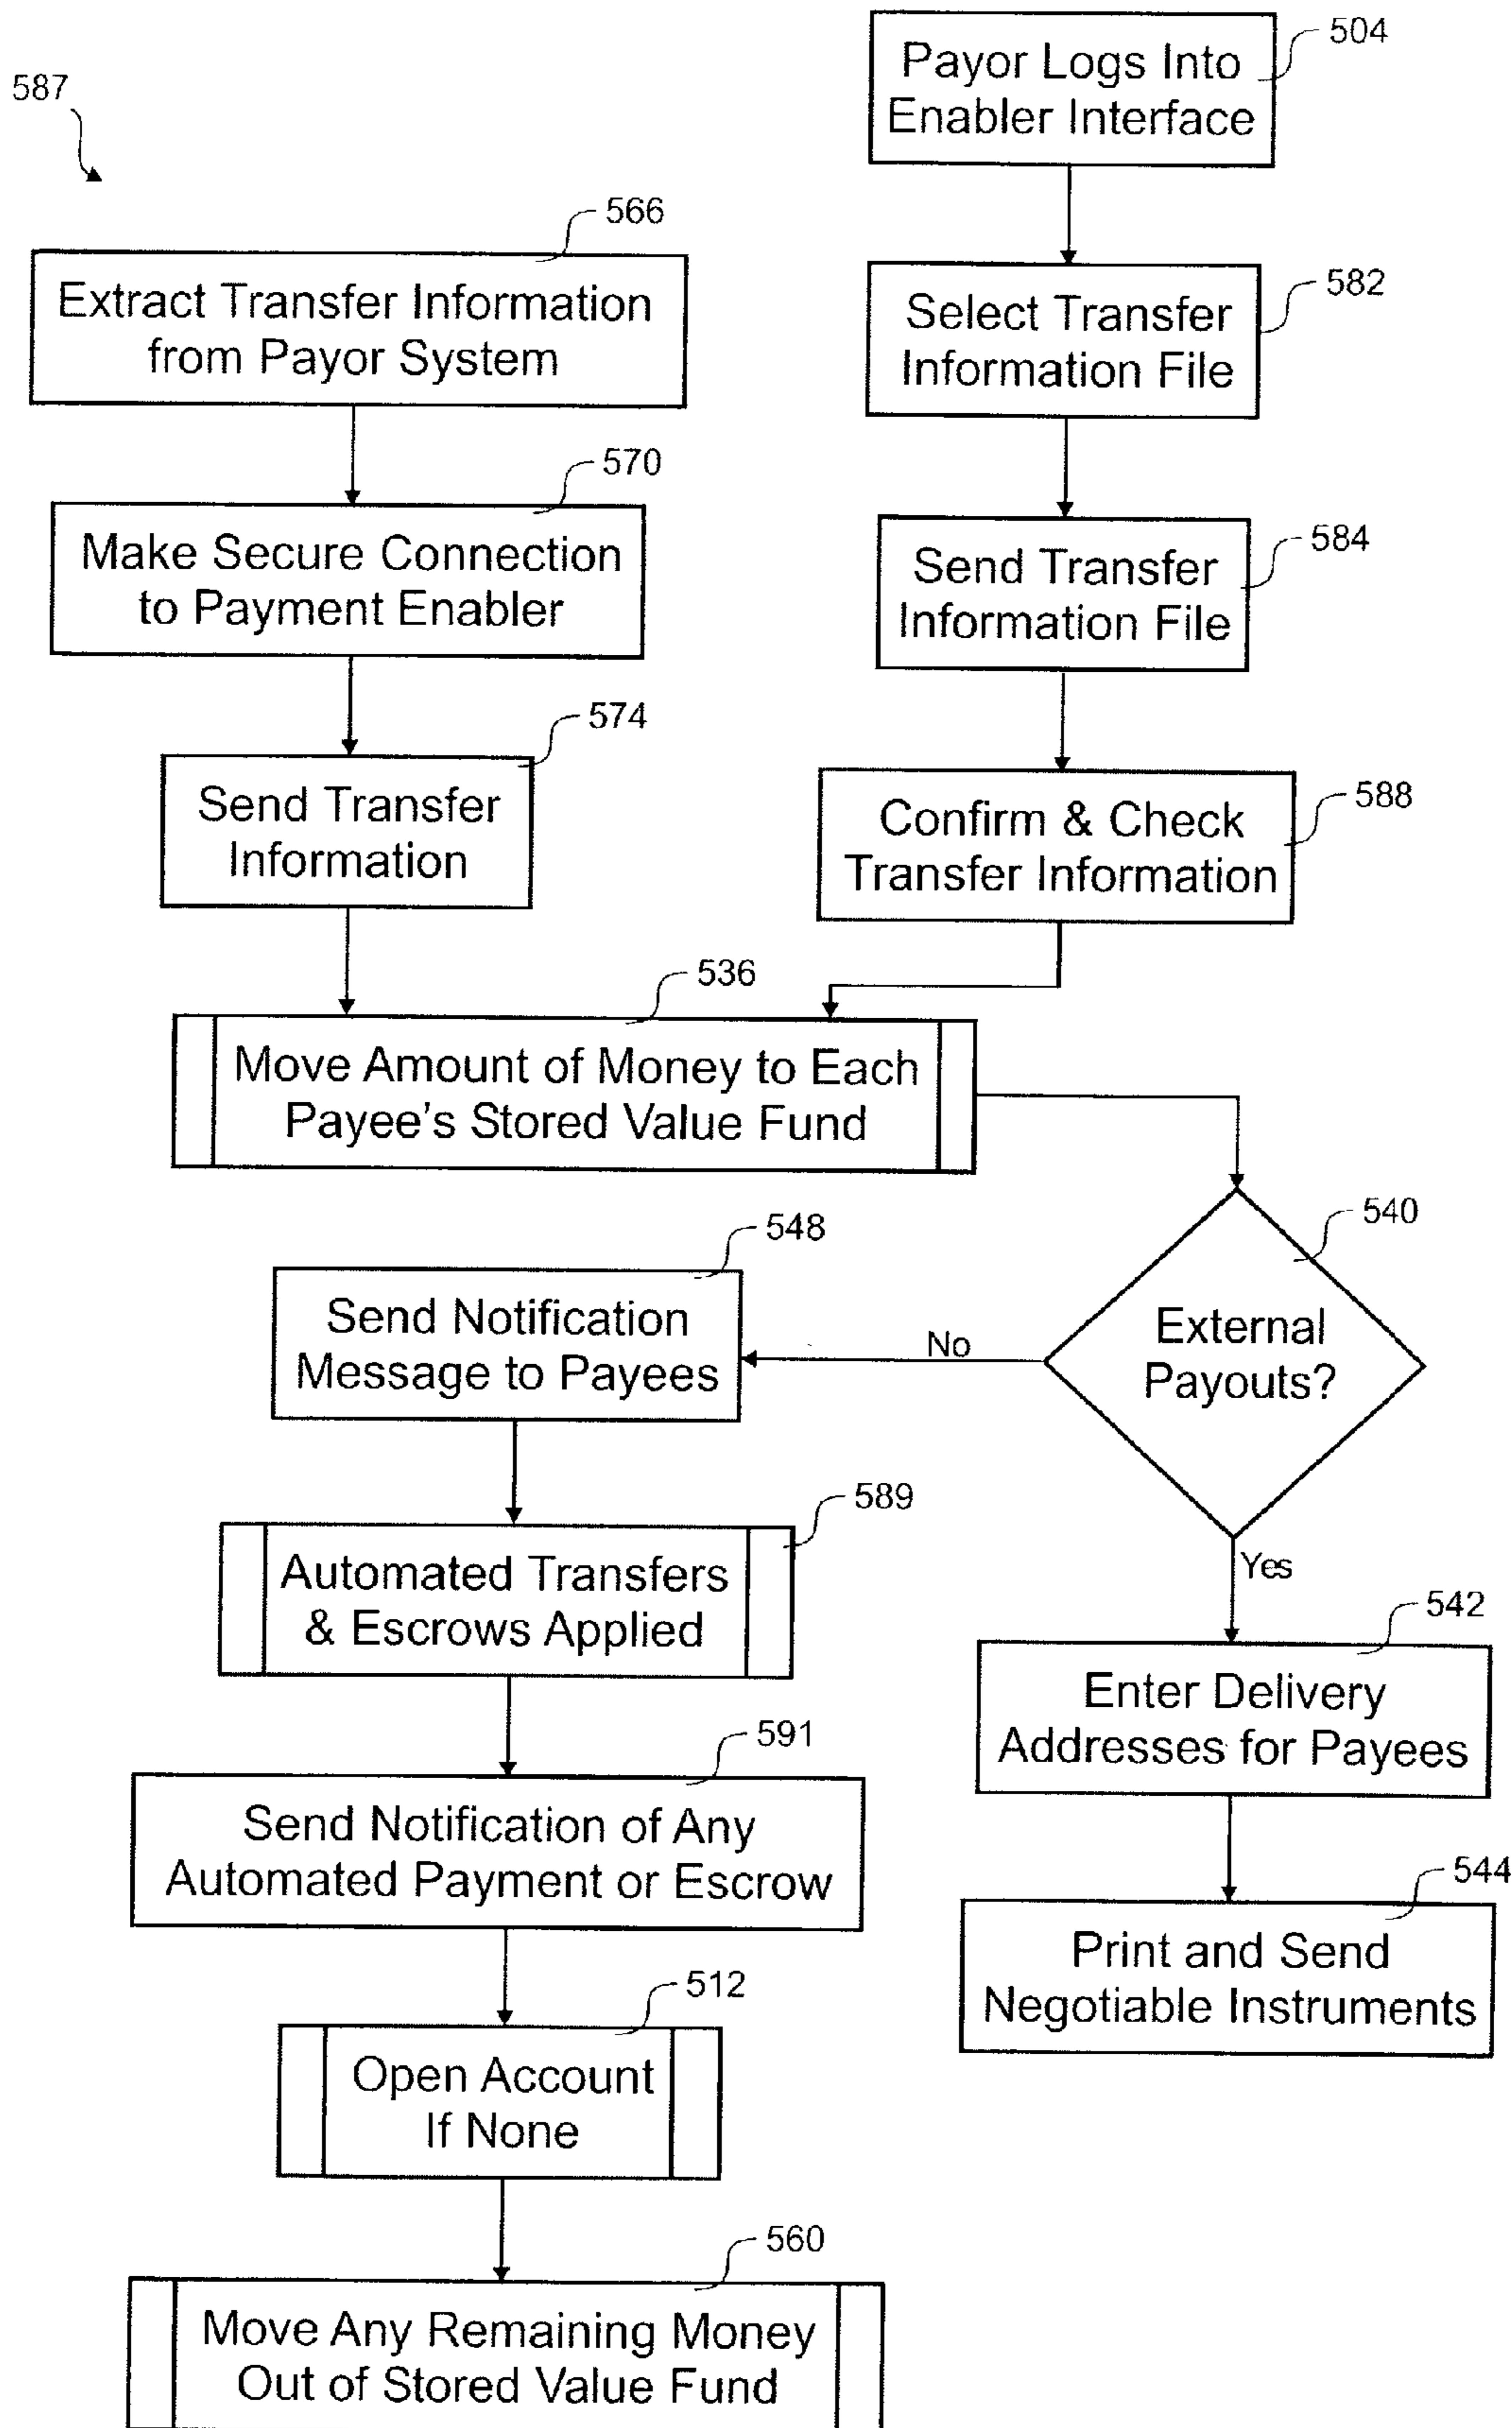 587
504
Payor Logs Into
Enabler Interface
566
Extract Transfer Information
from Payor System
582
Select Transfer
Information File
570
Make Secure Connection
to Payment Enabler
584
Send Transfer
Information File
574
Send Transfer
Information
588
Confirm & Check
Transfer Information
536
Move Amount of Money to Each
Payee's Stored Value Fund
540
External
Payouts?
No
Yes
548
Send Notification
Message to Payees
589
Automated Transfers
& Escrows Applied
542
Enter Delivery
Addresses for Payees
591
Send Notification of Any
Automated Payment or Escrow
544
Print and Send
Negotiable Instruments
512
Open Account
If None
560
Move Any Remaining Money
Out of Stored Value Fund